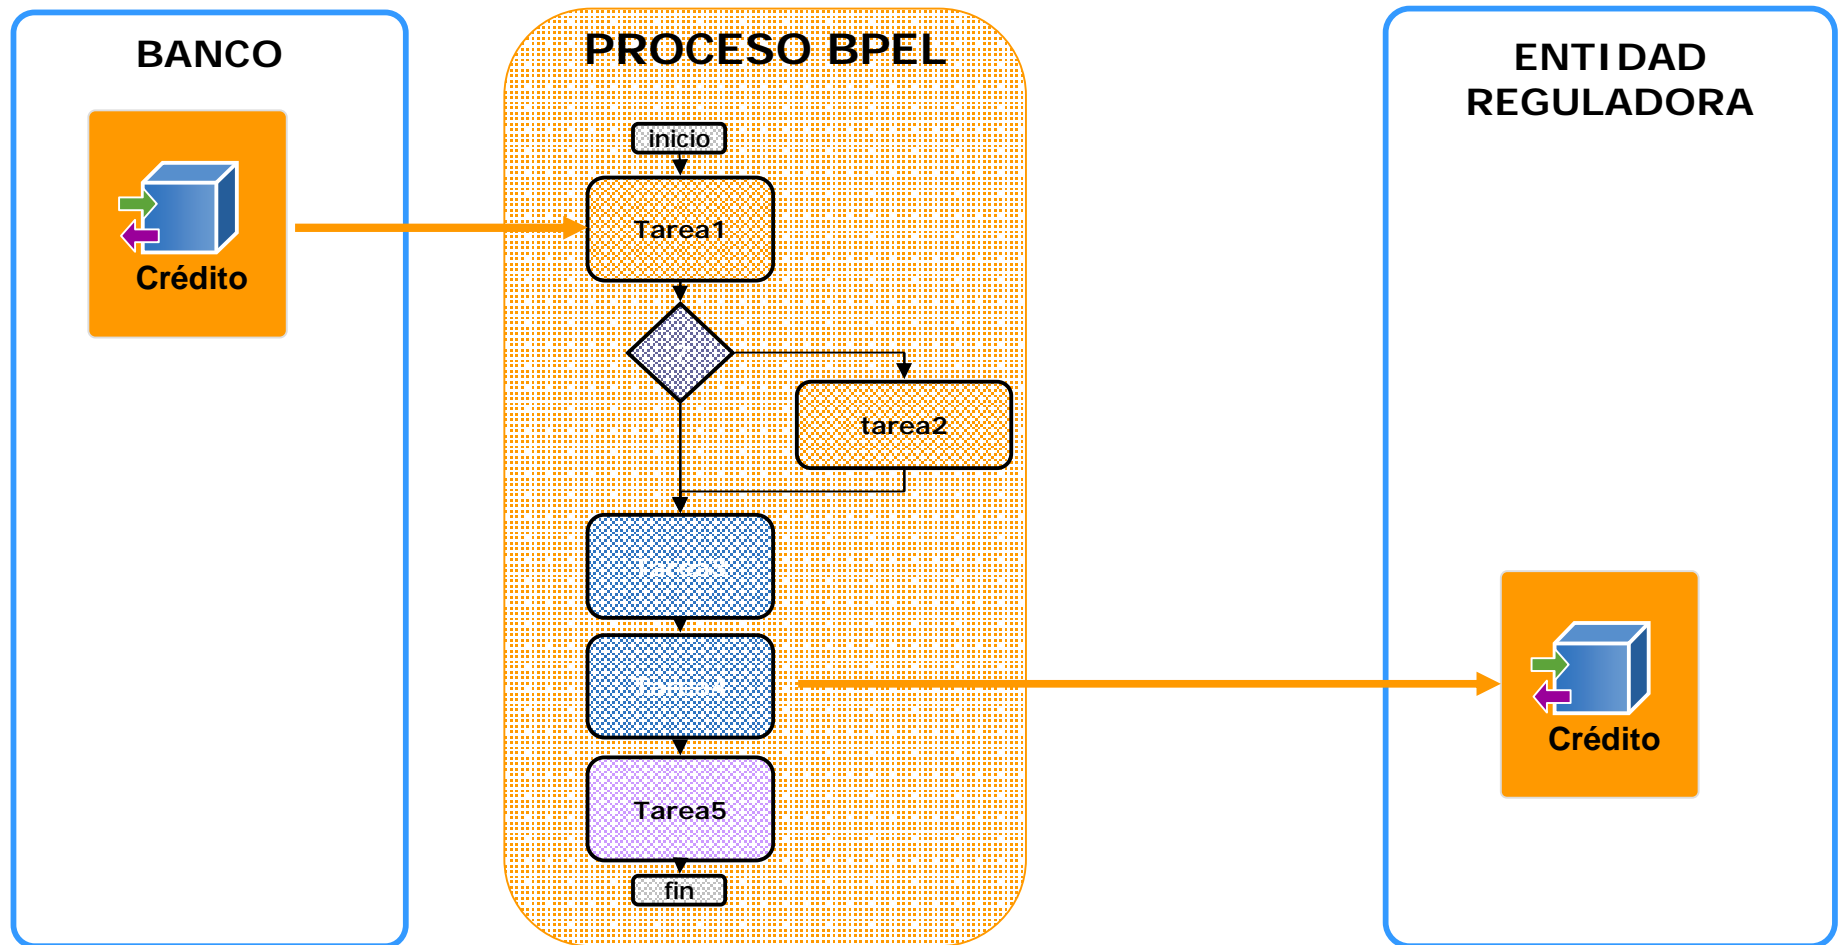 BANCO
Crédito
PROCESO BPEL
inicio
Tarea1
tarea2
Tarea5
fin
ENTIDAD
REGULADORA
Crédito